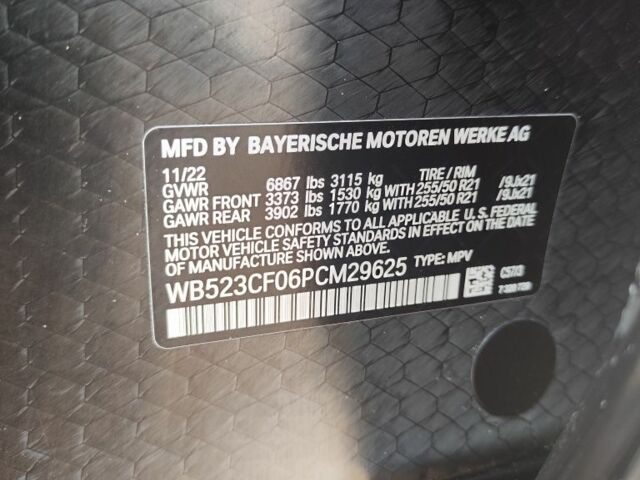 MFD BY BAYERISCHE MOTOREN WERKE AG
11/22 TIRE / RIM
GVWR 6867 lbs 3115 kg
GAWR FRONT 3373 lbs 1530 kg WITH 255/50 R21 /9Jx21
GAWR REAR 3902 lbs 1770 kg WITH 255/50 R21 /9Jx21
THIS VEHICLE CONFORMS TO ALL APPLICABLE U.S. FEDERAL
MOTOR VEHICLE SAFETY STANDARDS IN EFFECT ON THE
DATE OF MANUFACTURE SHOWN ABOVE.
WB523CF06PCM29625 TYPE: MPV